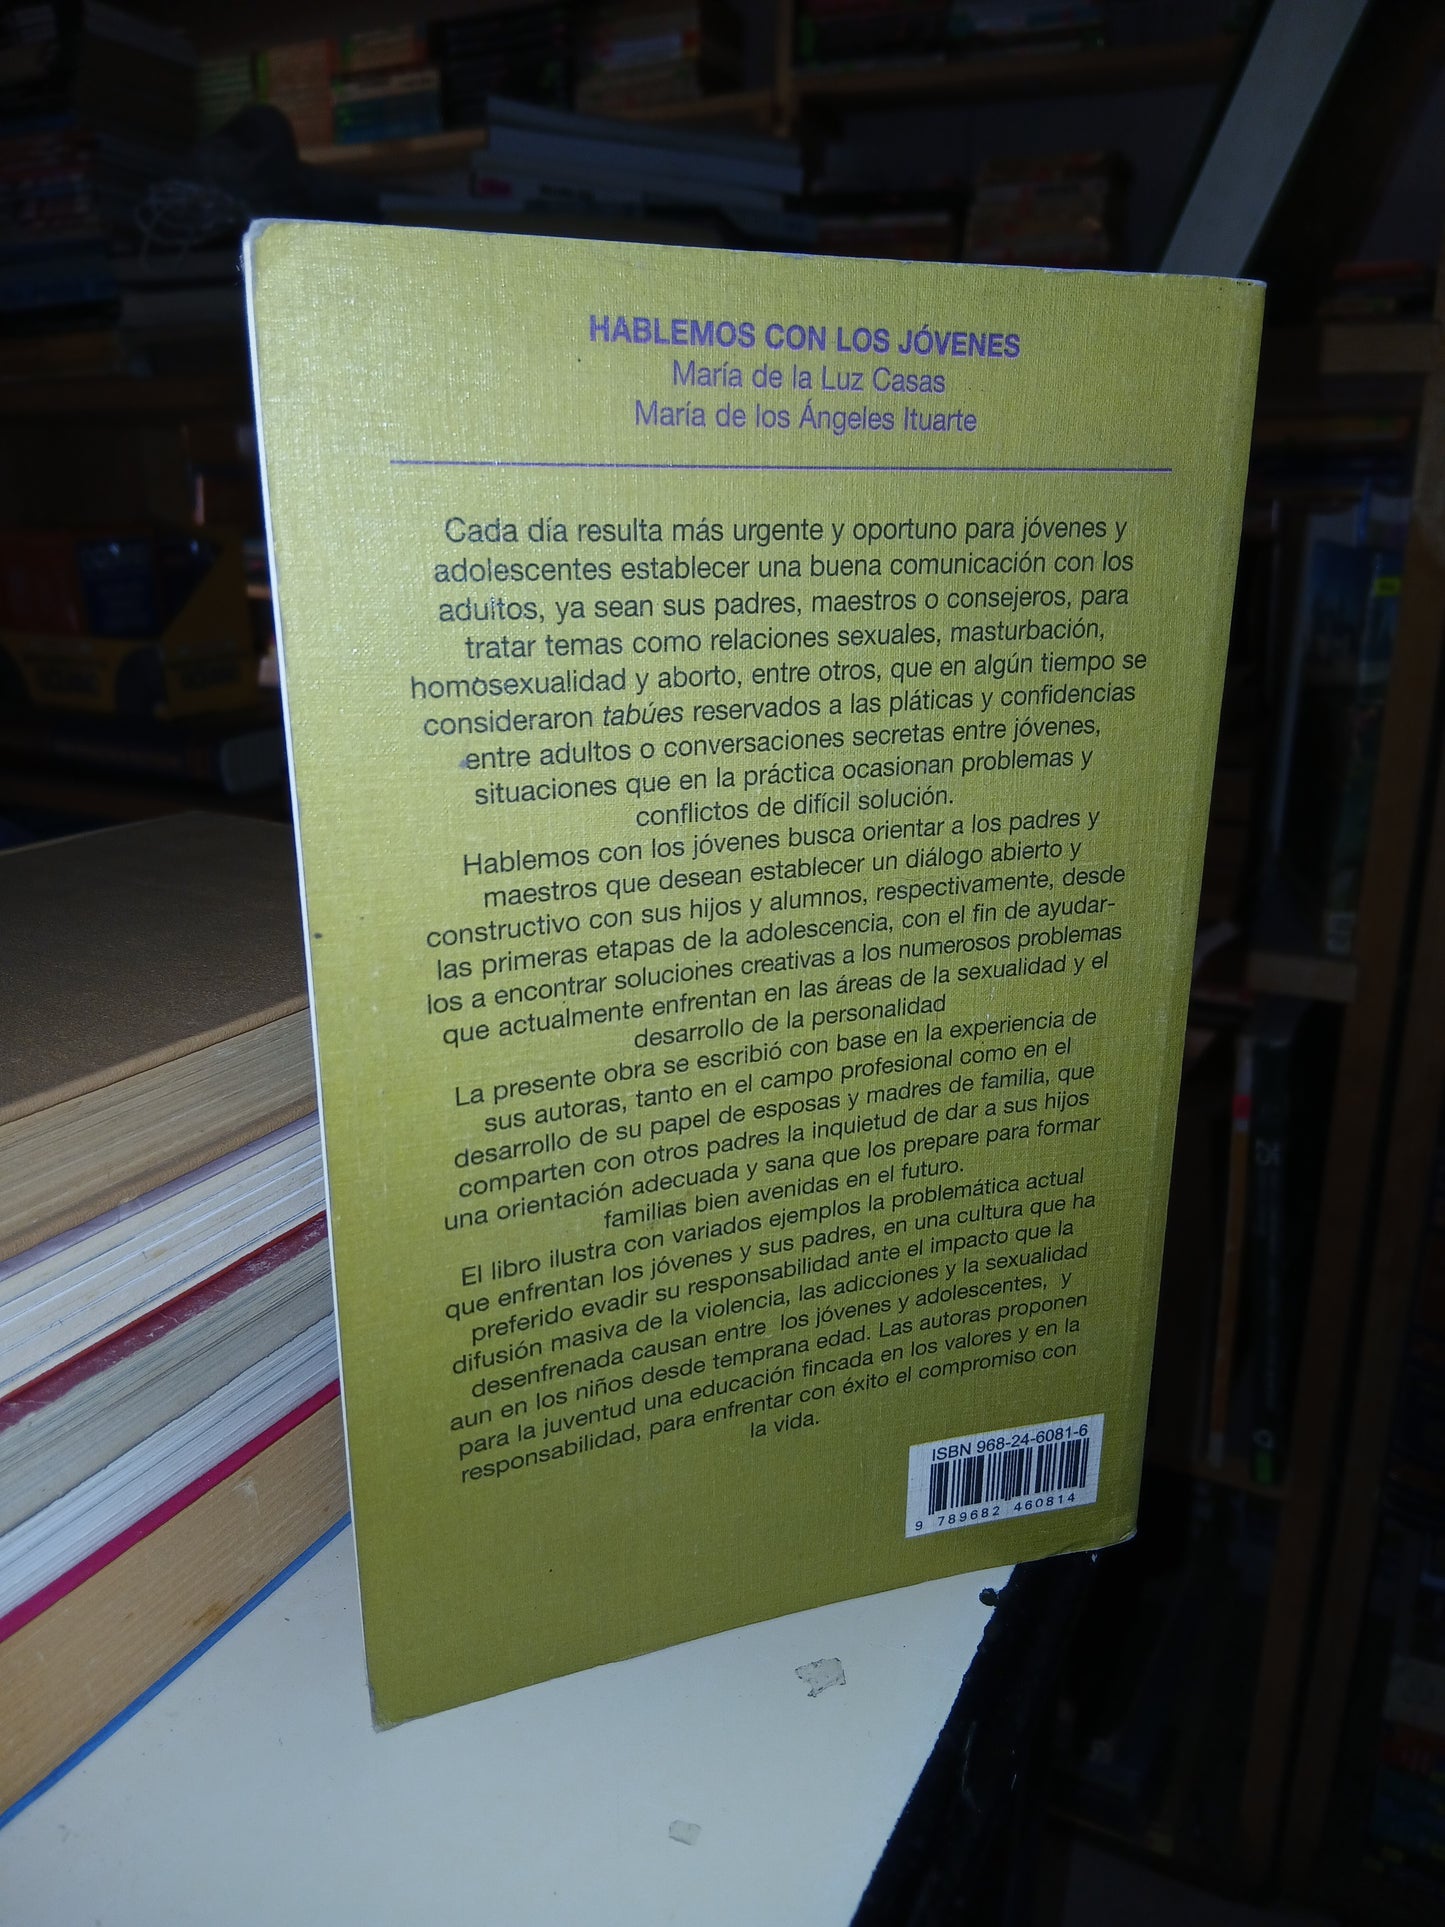 HABLEMOS CON LOS JÓVENES
María de la Luz Casas
María de los Ángeles Ituarte
Cada día resulta más urgente y oportuno para jóvenes y
adolescentes establecer una buena comunicación con los
adultos, ya sean sus padres, maestros o consejeros, para
tratar temas como relaciones sexuales, masturbación,
homosexualidad y aborto, entre otros, que en algún tiempo se
consideraron tabúes reservados a las pláticas y confidencias
entre adultos o conversaciones secretas entre jóvenes,
situaciones que en la práctica ocasionan problemas y
conflictos de difícil solución.
Hablemos con los jóvenes busca orientar a los padres y
maestros que desean establecer un diálogo abierto y
constructivo con sus hijos y alumnos, respectivamente, desde
las primeras etapas de la adolescencia, con el fin de ayudar-
los a encontrar soluciones creativas a los numerosos problemas
que actualmente enfrentan en las áreas de la sexualidad y el
desarrollo de la personalidad
La presente obra se escribió con base en la experiencia de
sus autoras, tanto en el campo profesional como en el
desarrollo de su papel de esposas y madres de familia, que
comparten con otros padres la inquietud de dar a sus hijos
una orientación adecuada y sana que los prepare para formar
familias bien avenidas en el futuro.
El libro ilustra con variados ejemplos la problemática actual
que enfrentan los jóvenes y sus padres, en una cultura que ha
preferido evadir su responsabilidad ante el impacto que la
difusión masiva de la violencia, las adicciones y la sexualidad
desenfrenada causan entre los jóvenes y adolescentes, y
aun en los niños desde temprana edad. Las autoras proponen
para la juventud una educación fincada en los valores y en la
responsabilidad, para enfrentar con éxito el compromiso con
la vida.
ISBN 968-24-6081-6
9 789682 460814